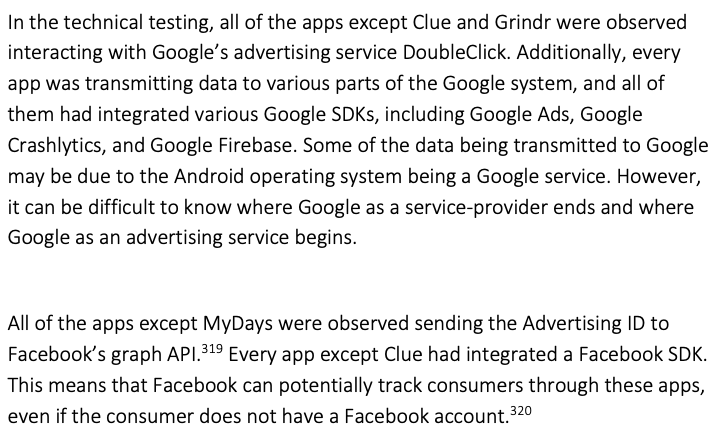 In the technical testing, all of the apps except Clue and Grindr were observed
interacting with Google’s advertising service DoubleClick. Additionally, every
app was transmitting data to various parts of the Google system, and all of
them had integrated various Google SDKs, including Google Ads, Google
Crashlytics, and Google Firebase. Some of the data being transmitted to Google
may be due to the Android operating system being a Google service. However,
it can be difficult to know where Google as a service-provider ends and where
Google as an advertising service begins.
All of the apps except MyDays were observed sending the Advertising ID to
Facebook’s graph API.³¹⁹ Every app except Clue had integrated a Facebook SDK.
This means that Facebook can potentially track consumers through these apps,
even if the consumer does not have a Facebook account.³²⁰